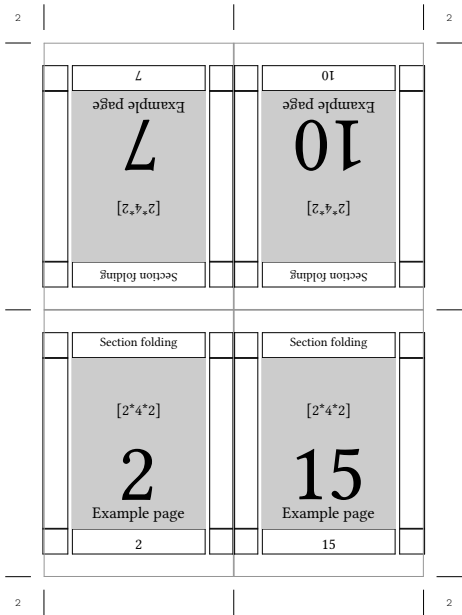 2
2
7
10
Example page
Example page
7
10
[2*4*2]
[2*4*2]
Section folding
Section folding
Section folding
Section folding
[2*4*2]
[2*4*2]
2
15
Example page
Example page
2
15
2
2